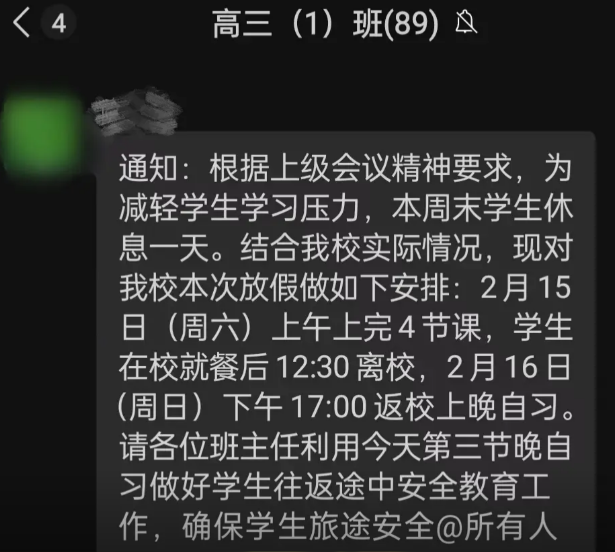 4
高三（1）班(89)
通知：根据上级会议精神要求，为
减轻学生学习压力，本周末学生休
息一天。结合我校实际情况，现对
我校本次放假做如下安排：2月15
日（周六）上午上完4节课，学生
在校就餐后12:30离校，2月16日
(周日）下午17:00返校上晚自习。
请各位班主任利用今天第三节晚自
习做好学生往返途中安全教育工
作，确保学生旅途安全@所有人